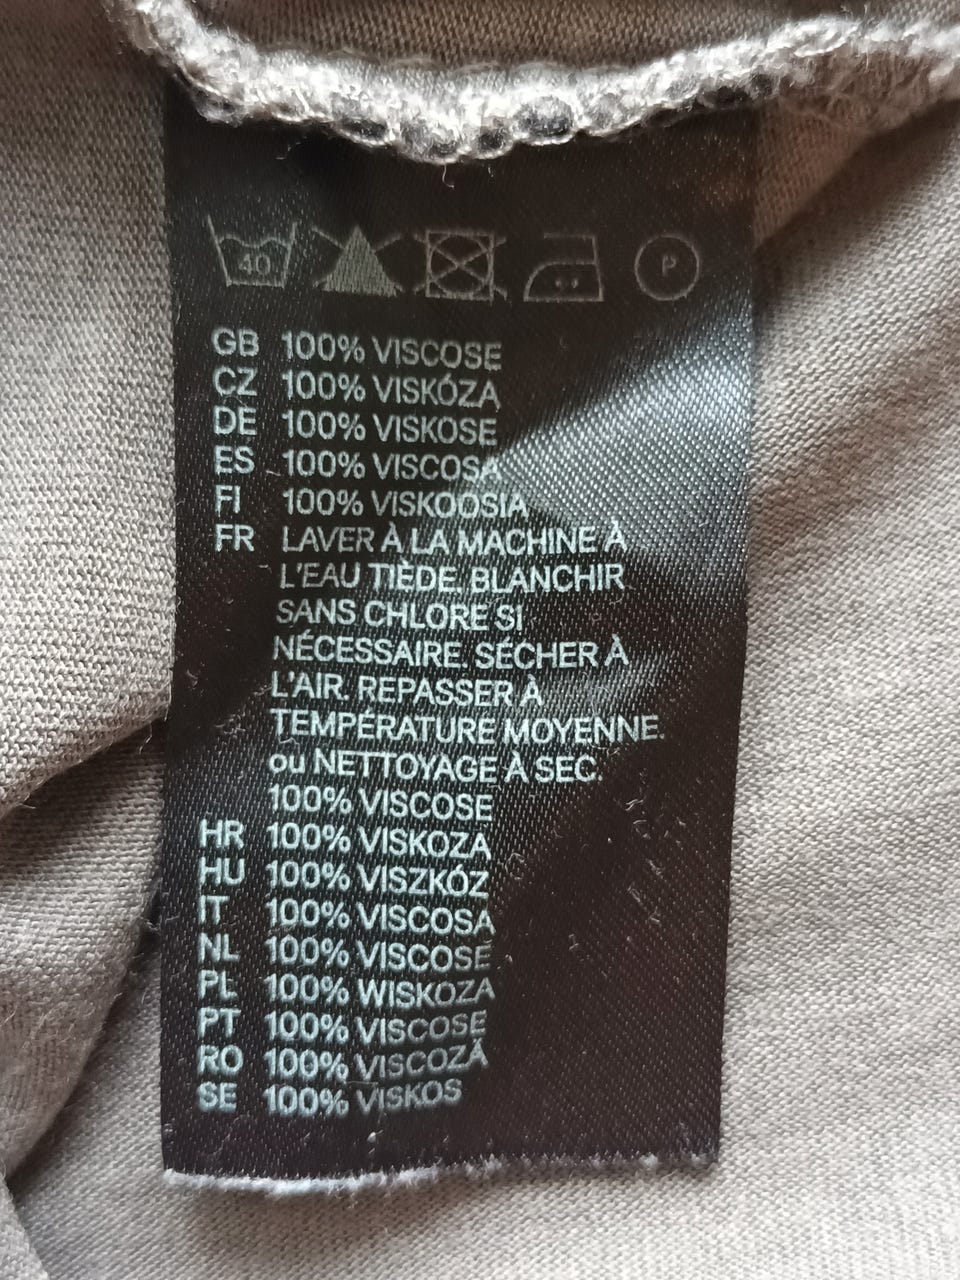 40 P
GB 100% VISCOSE
CZ 100% VISKÓZA
DE 100% VISKOSE
ES 100% VISCOSA
FI 100% VISKOOSIA
FR LAVER À LA MACHINE À
L'EAU TIÈDE. BLANCHIR
SANS CHLORE SI
NÉCESSAIRE. SÉCHER À
L'AIR. REPASSER À
TEMPÉRATURE MOYENNE.
ou NETTOYAGE À SEC.
100% VISCOSE
HR 100% VISKOZA
HU 100% VISZKÓZ
IT 100% VISCOSA
NL 100% VISCOSE
PL 100% WISKOZA
PT 100% VISCOSE
RO 100% VISCOZĂ
SE 100% VISKOS